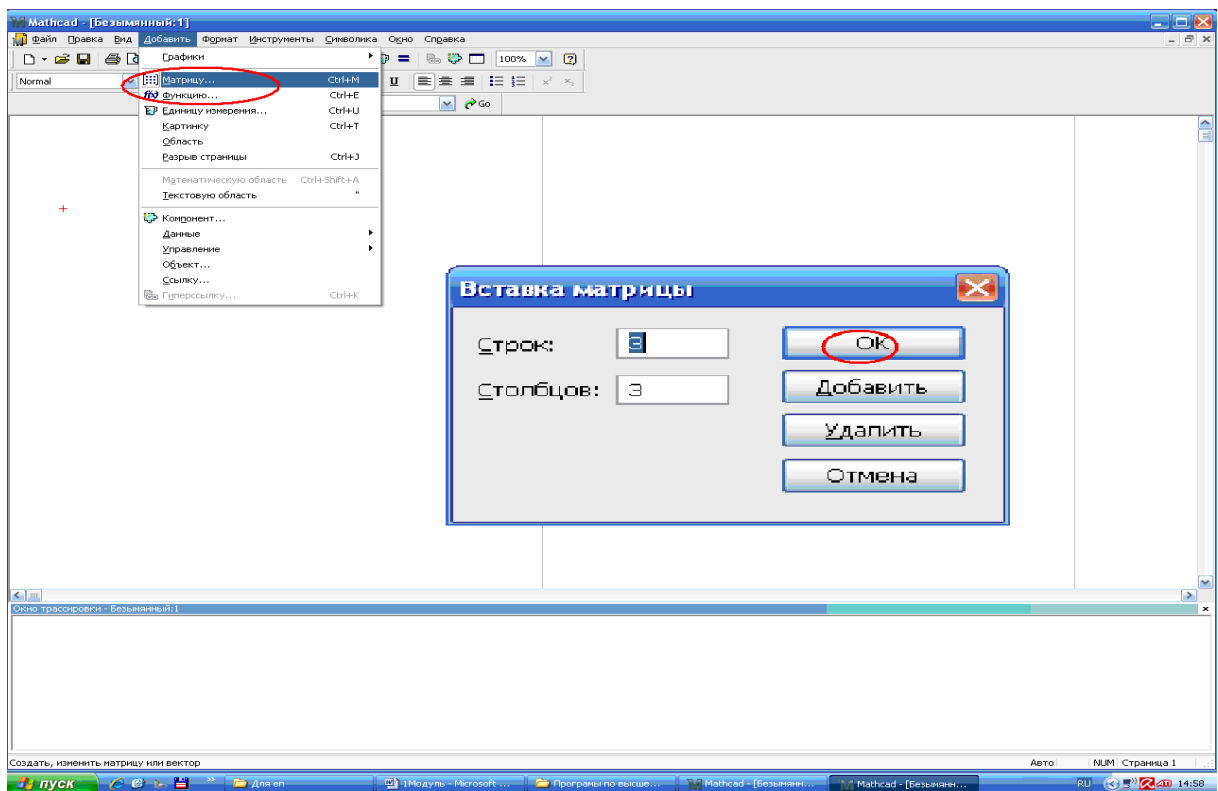 Mathcad - [Безымянный:1]
Файл Правка Вид Добавить Формат Инструменты Символика Окно Справка
100%
Normal
Go
Графики
Матрицу... Ctrl+M
Функцию... Ctrl+E
Единицу измерения... Ctrl+U
Картинку Ctrl+T
Область
Разрыв страницы Ctrl+J
Математическую область Ctrl+Shift+A
Текстовую область "
Компонент...
Данные
Управление
Объект...
Ссылку...
Гиперссылку... Ctrl+K
Вставка матрицы
Строк: 3
Столбцов: 3
OK
Добавить
Удалить
Отмена
Окно трассировки - Безымянный:1
Создать, изменить матрицу или вектор
Авто NUM Страница 1
пуск
Для еп
1Модуль - Microsoft ...
Програмы по высше...
Mathcad - [Безымянн...
Mathcad - [Безымянн...
RU 14:58